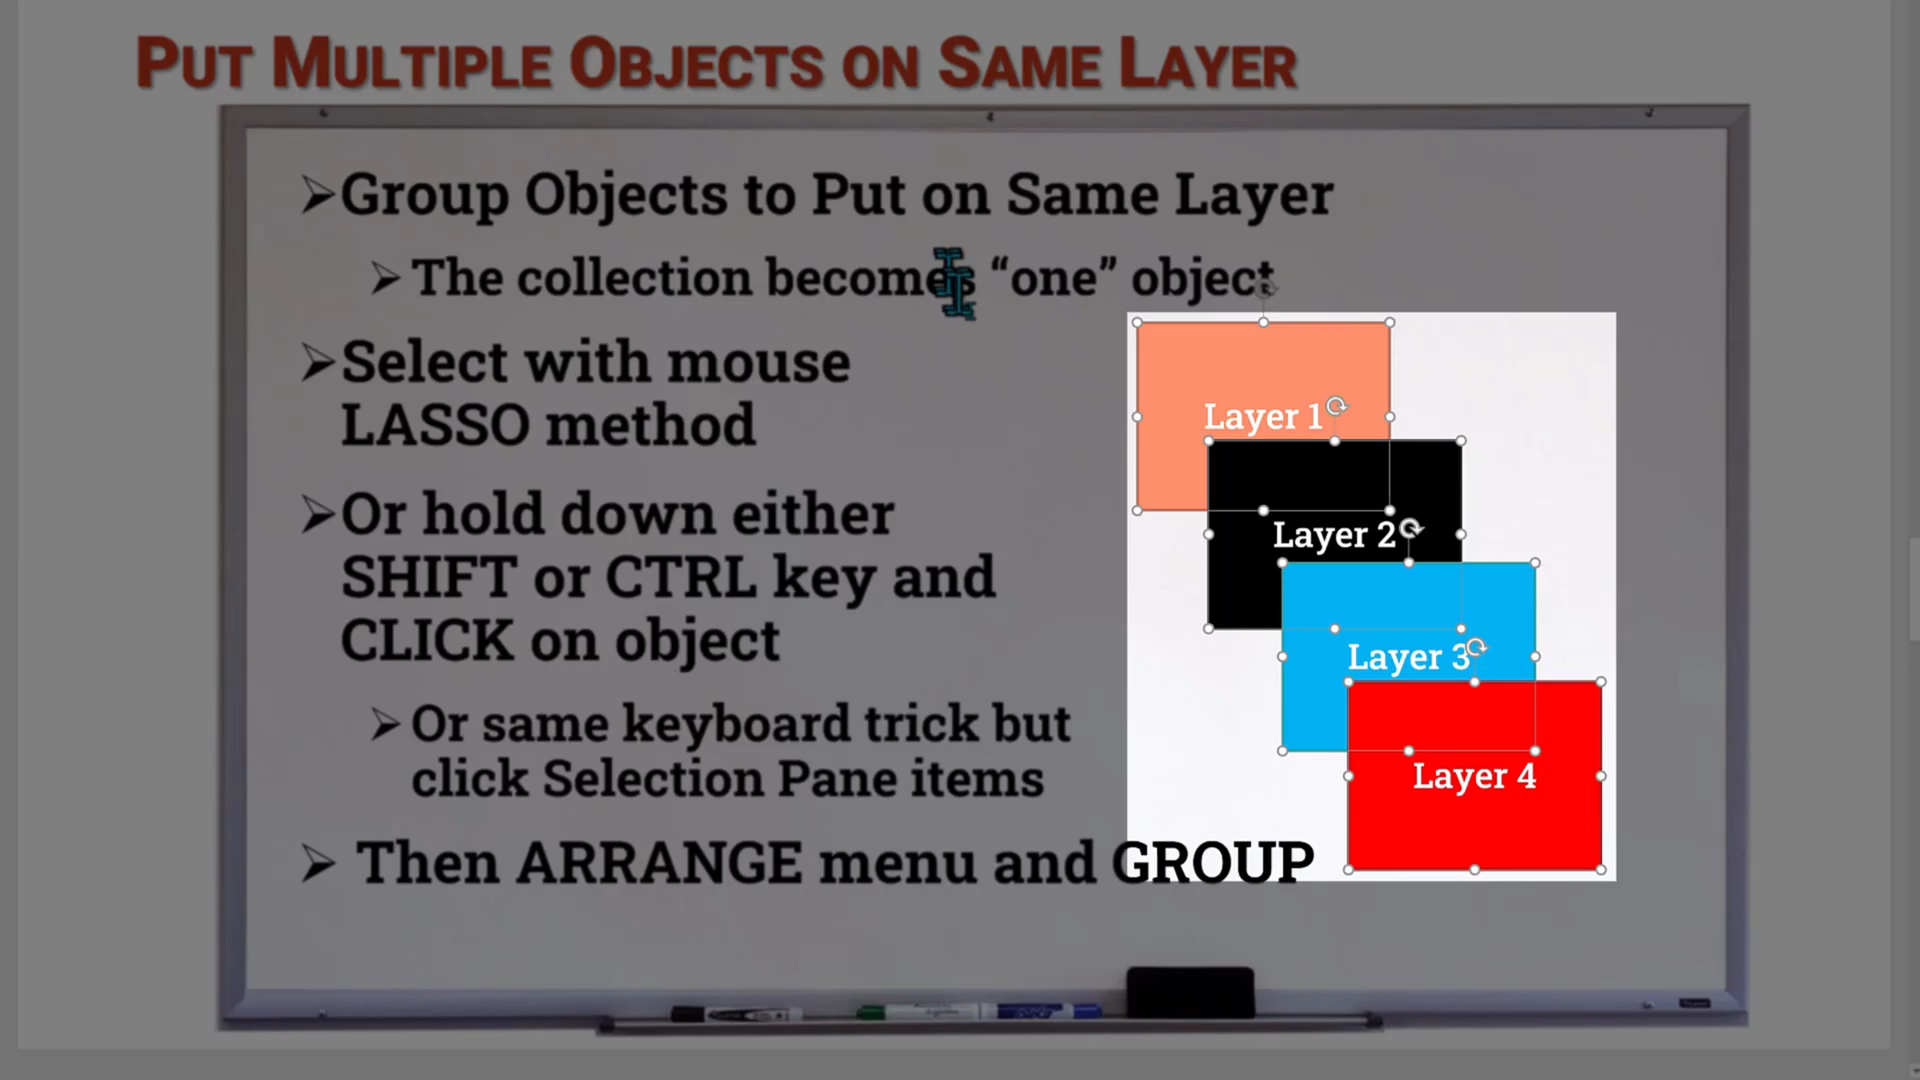 PUT MULTIPLE OBJECTS ON SAME LAYER
➢Group Objects to Put on Same Layer
➢The collection becomes “one” object
➢Select with mouse
LASSO method
➢Or hold down either
SHIFT or CTRL key and
CLICK on object
➢Or same keyboard trick but
click Selection Pane items
➢ Then ARRANGE menu and GROUP
Layer 1
Layer 2
Layer 3
Layer 4